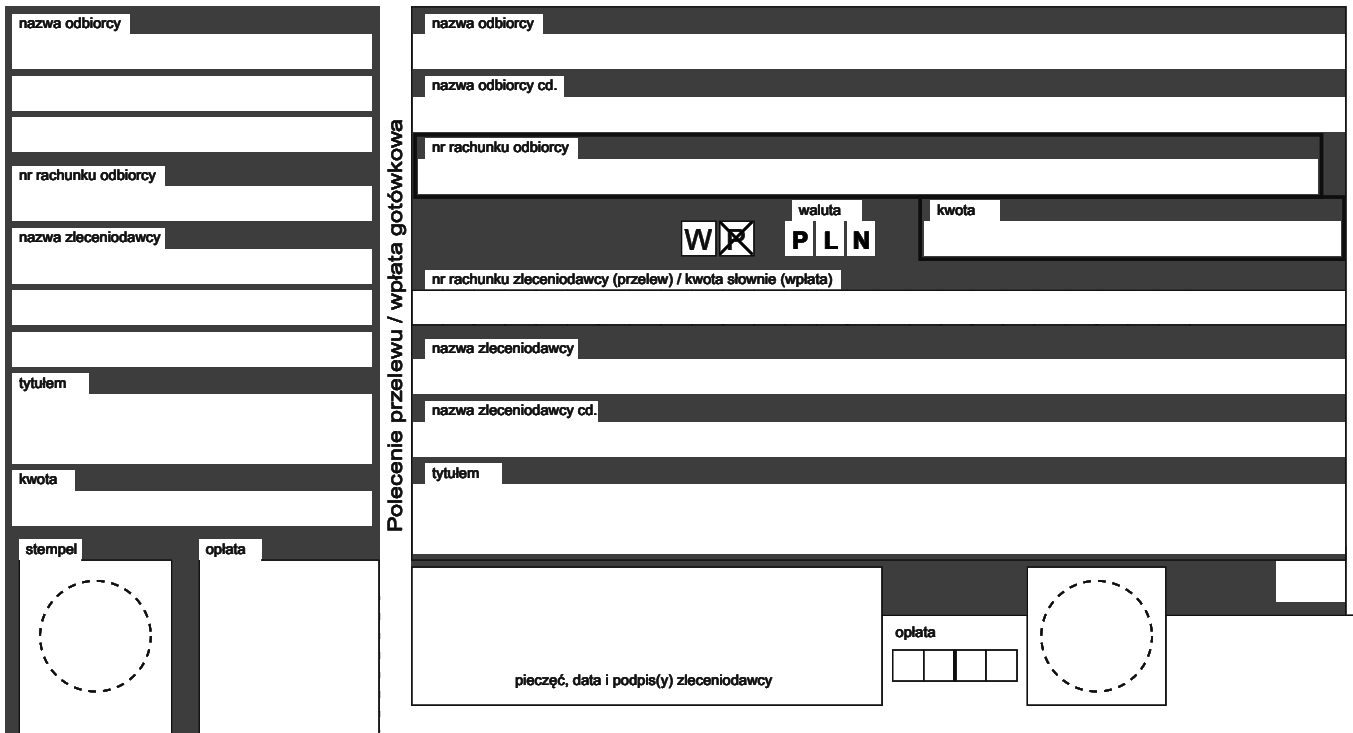 nazwa odbiorcy
nr rachunku odbiorcy
nazwa zleceniodawcy
tytułem
kwota
stempel
opłata
Polecenie przelewu / wpłata gotówkowa
nazwa odbiorcy
nazwa odbiorcy cd.
nr rachunku odbiorcy
waluta
kwota
W P
P L N
nr rachunku zleceniodawcy (przelew) / kwota słownie (wpłata)
nazwa zleceniodawcy
nazwa zleceniodawcy cd.
tytułem
opłata
pieczęć, data i podpis(y) zleceniodawcy